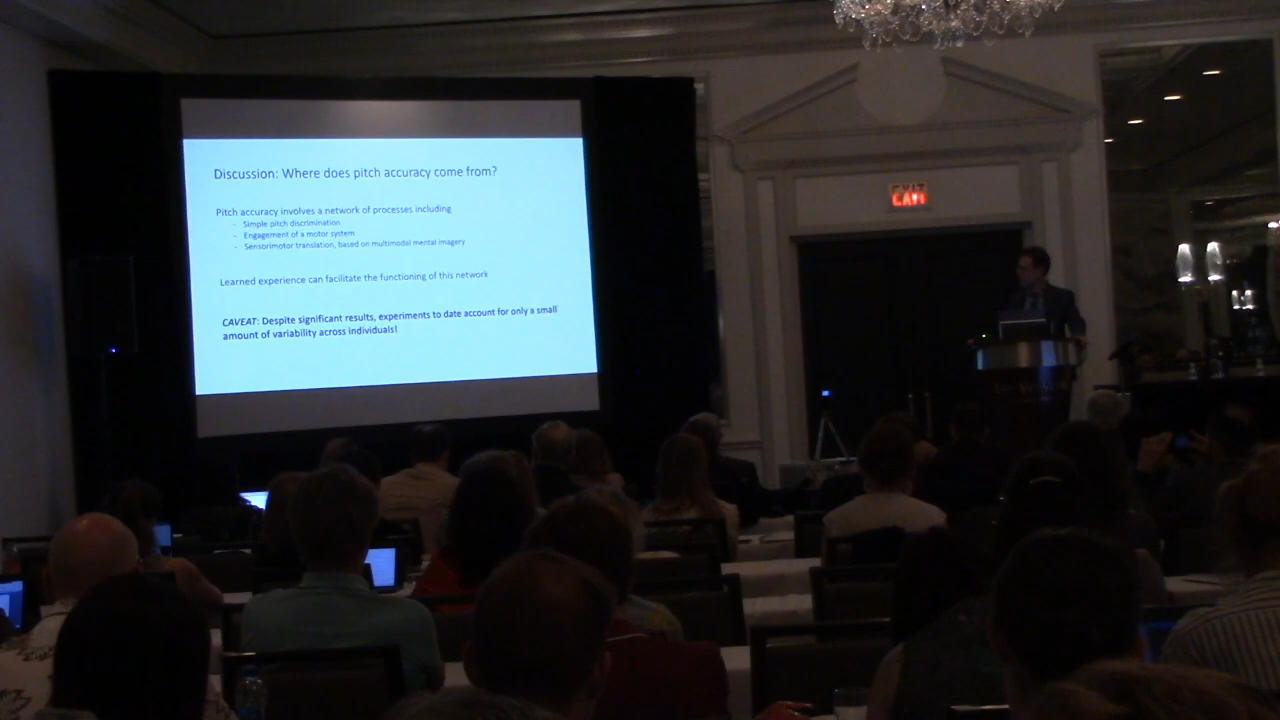 Discussion: Where does pitch accuracy come from?
Pitch accuracy involves a network of processes including
- Simple pitch discrimination
- Engagement of a motor system
- Sensorimotor translation, based on multimodal mental imagery
Learned experience can facilitate the functioning of this network
CAVEAT: Despite significant results, experiments to date account for only a small
amount of variability across individuals!
EXIT